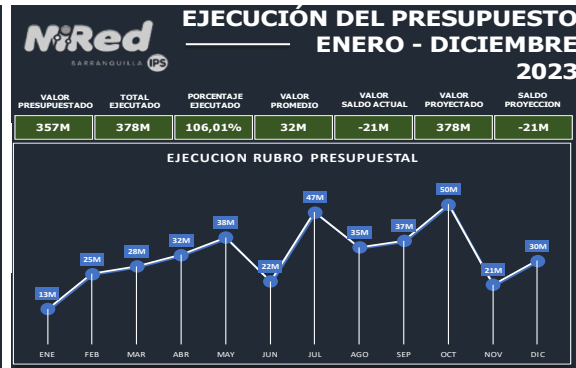 MiRed
BARRANQUILLA IPS
EJECUCIÓN DEL PRESUPUESTO
ENERO - DICIEMBRE
2023
VALOR PRESUPUESTADO
TOTAL EJECUTADO
PORCENTAJE EJECUTADO
VALOR PROMEDIO
VALOR SALDO ACTUAL
VALOR PROYECTADO
SALDO PROYECCION
357M 378M 106,01% 32M -21M 378M -21M
EJECUCION RUBRO PRESUPUESTAL
13M 25M 28M 32M 38M 22M 47M 35M 37M 50M 21M 30M
ENE FEB MAR ABR MAY JUN JUL AGO SEP OCT NOV DIC